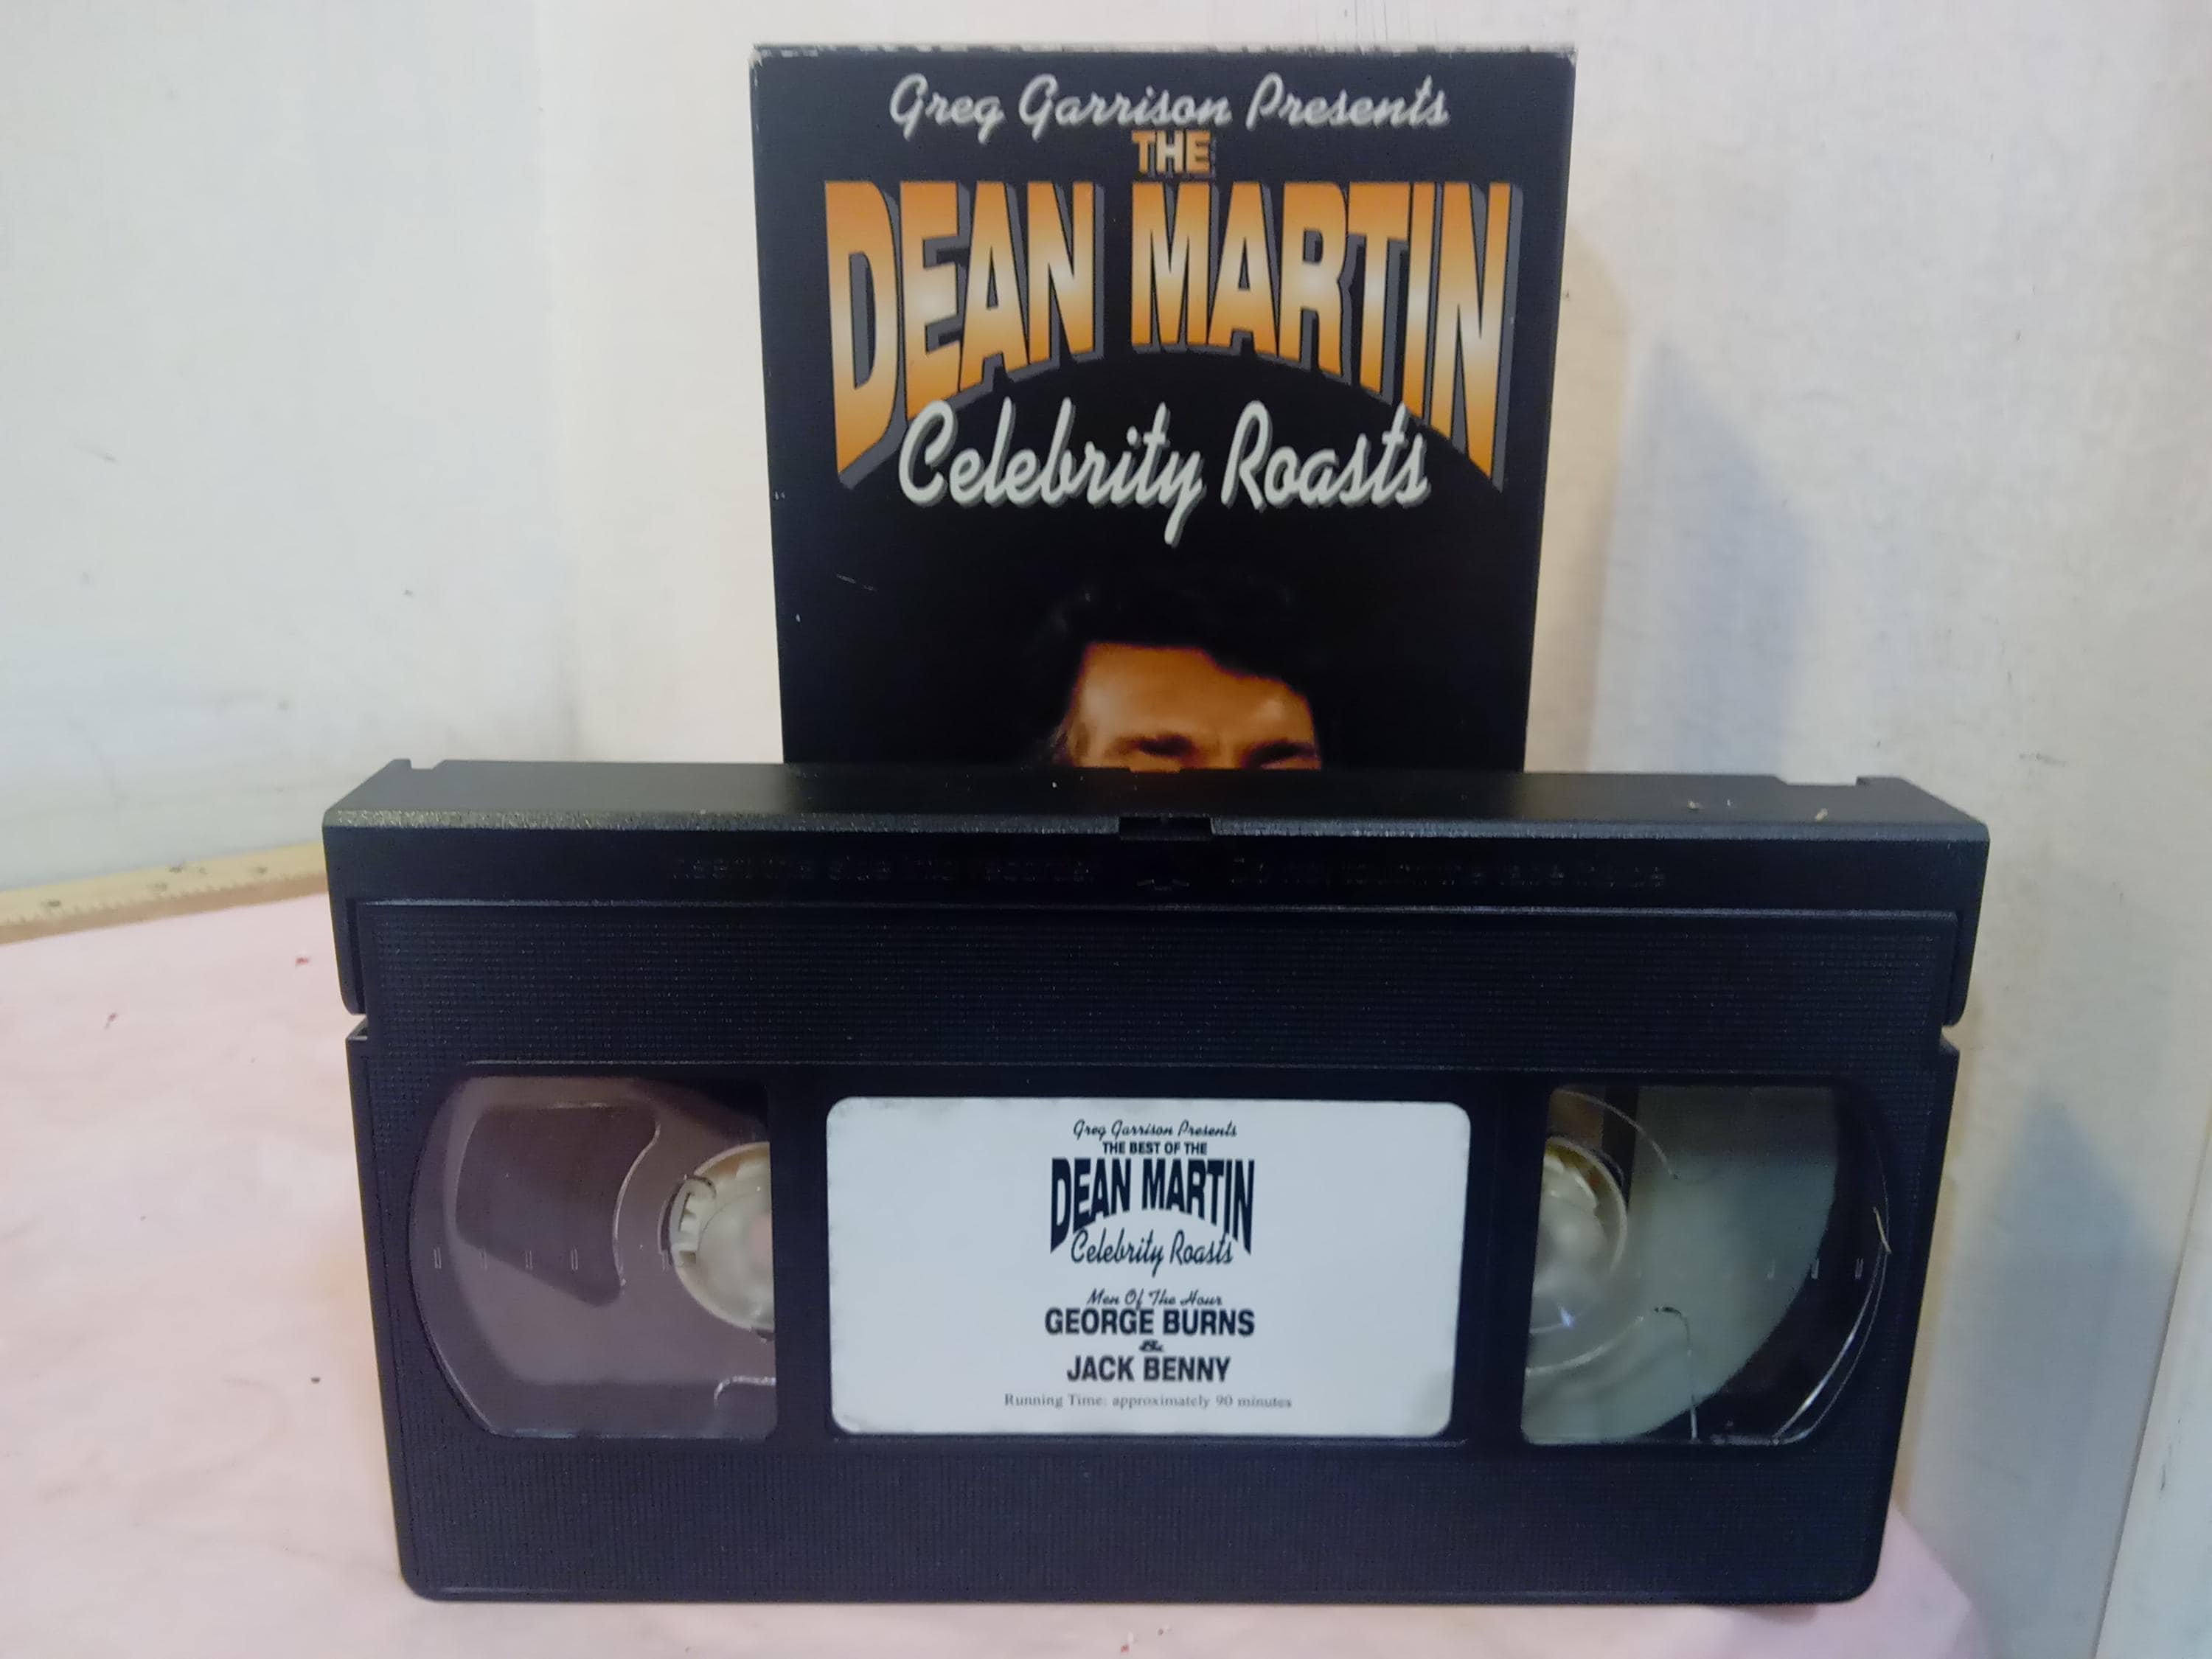 Greg Garrison Presents
THE
DEAN MARTIN
Celebrity Roasts
Greg Garrison Presents
THE BEST OF THE
DEAN MARTIN
Celebrity Roasts
Men Of The Hour
GEORGE BURNS
&
JACK BENNY
Running Time: approximately 90 minutes